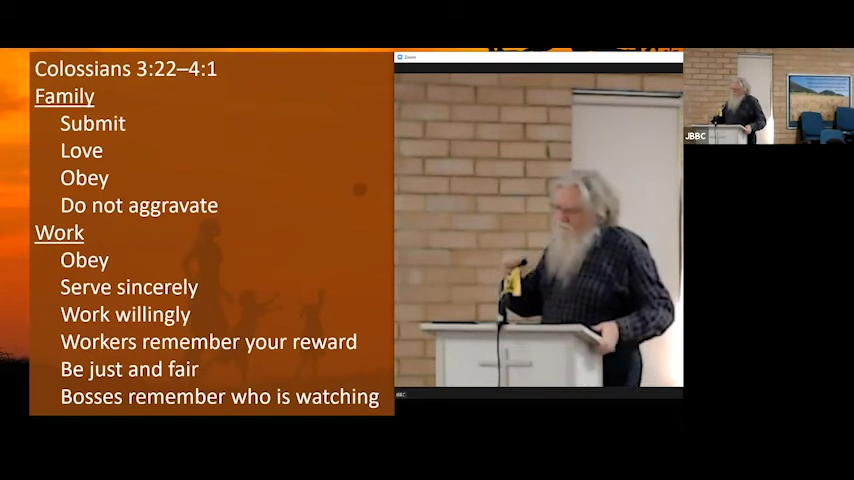 Colossians 3:22–4:1
Family
Submit
Love
Obey
Do not aggravate
Work
Obey
Serve sincerely
Work willingly
Workers remember your reward
Be just and fair
Bosses remember who is watching
Zoom
JBBC